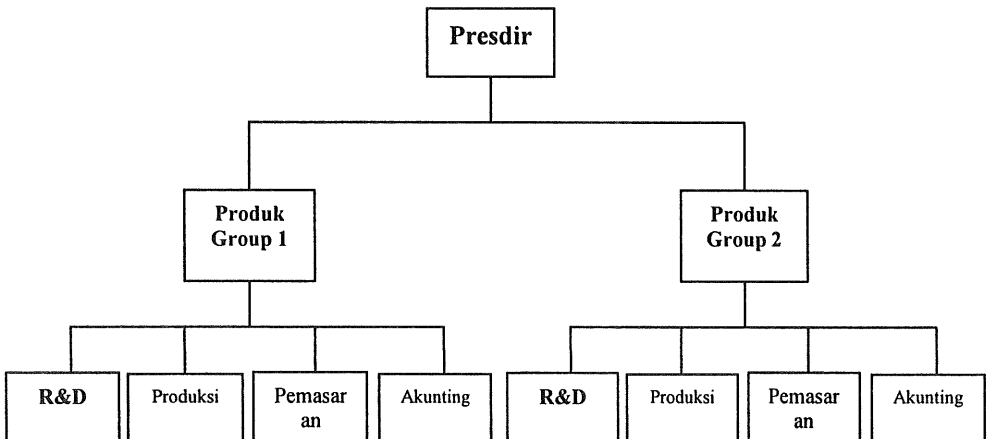 Presdir
Produk
Group 1
Produk
Group 2
R&D
Produksi
Pemasar
an
Akunting
R&D
Produksi
Pemasar
an
Akunting